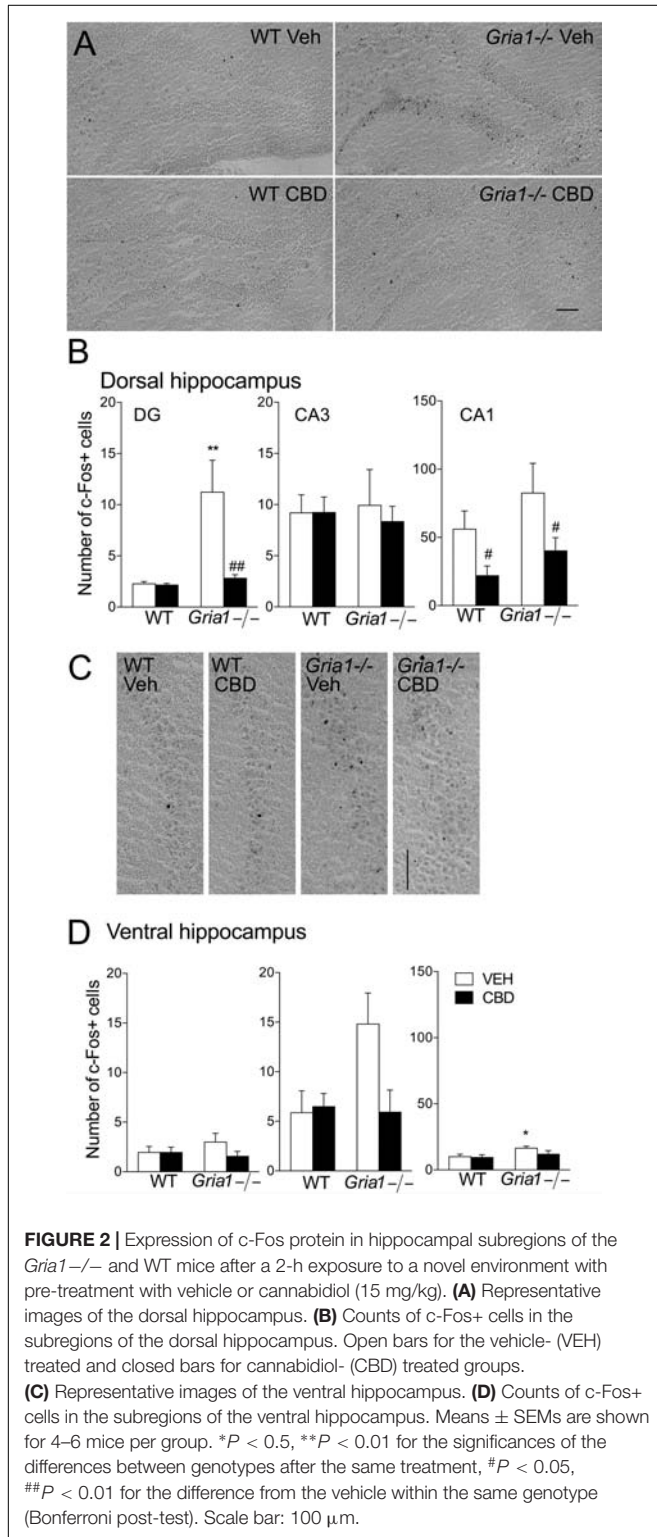 A
WT Veh
Gria1-/- Veh
WT CBD
Gria1-/- CBD
B
Dorsal hippocampus
DG
CA3
CA1
Number of c-Fos+ cells
20
15
10
5
0
20
15
10
5
0
150
100
50
0
**
##
#
#
WT
Gria1−/−
WT
Gria1−/−
WT
Gria1−/−
C
WT
Veh
WT
CBD
Gria1-/-
Veh
Gria1-/-
CBD
D
Ventral hippocampus
Number of c-Fos+ cells
20
15
10
5
0
20
15
10
5
0
150
100
50
0
VEH
CBD
*
WT
Gria1−/−
WT
Gria1−/−
WT
Gria1−/−
FIGURE 2 | Expression of c-Fos protein in hippocampal subregions of the
Gria1−/− and WT mice after a 2-h exposure to a novel environment with
pre-treatment with vehicle or cannabidiol (15 mg/kg). (A) Representative
images of the dorsal hippocampus. (B) Counts of c-Fos+ cells in the
subregions of the dorsal hippocampus. Open bars for the vehicle- (VEH)
treated and closed bars for cannabidiol- (CBD) treated groups.
(C) Representative images of the ventral hippocampus. (D) Counts of c-Fos+
cells in the subregions of the ventral hippocampus. Means ± SEMs are shown
for 4–6 mice per group. *P < 0.5, **P < 0.01 for the significances of the
differences between genotypes after the same treatment, #P < 0.05,
##P < 0.01 for the difference from the vehicle within the same genotype
(Bonferroni post-test). Scale bar: 100 μm.